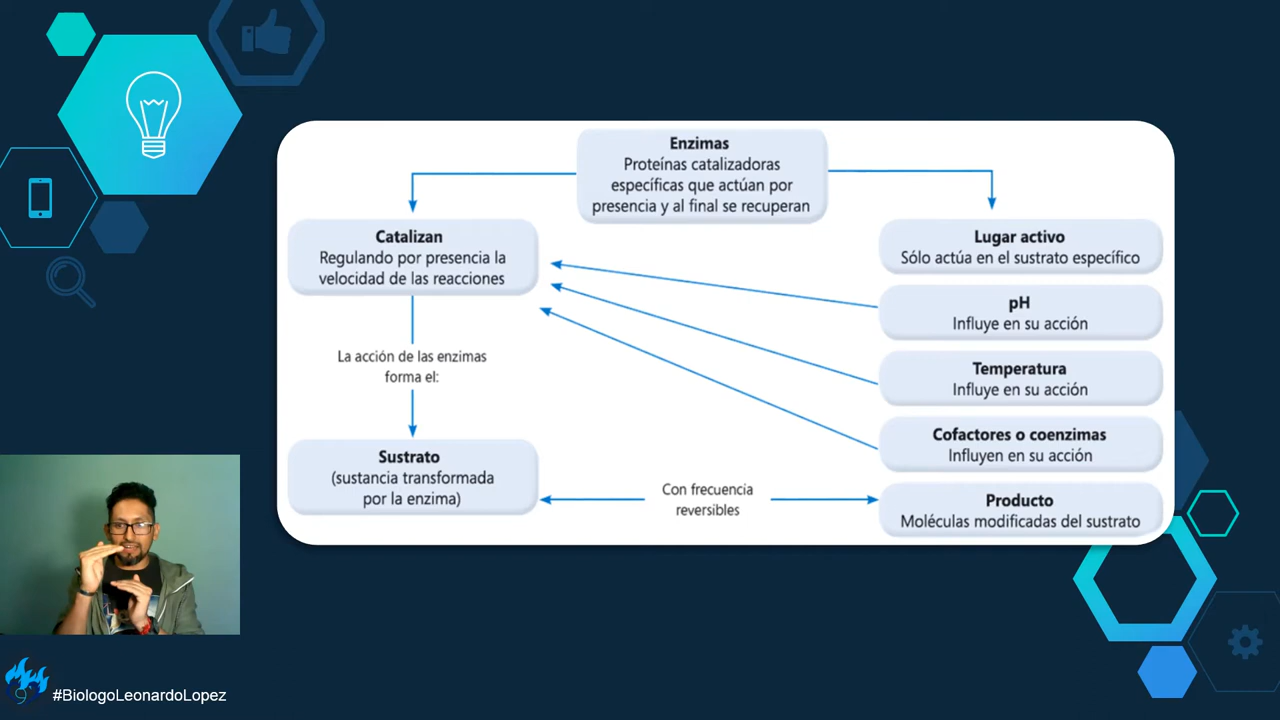 Enzimas
Proteínas catalizadoras
específicas que actúan por
presencia y al final se recuperan
Catalizan
Regulando por presencia la
velocidad de las reacciones
Lugar activo
Sólo actúa en el sustrato específico
pH
Influye en su acción
La acción de las enzimas
forma el:
Temperatura
Influye en su acción
Cofactores o coenzimas
Influyen en su acción
Sustrato
(sustancia transformada
por la enzima)
Con frecuencia
reversibles
Producto
Moléculas modificadas del sustrato
#BiologoLeonardoLopez